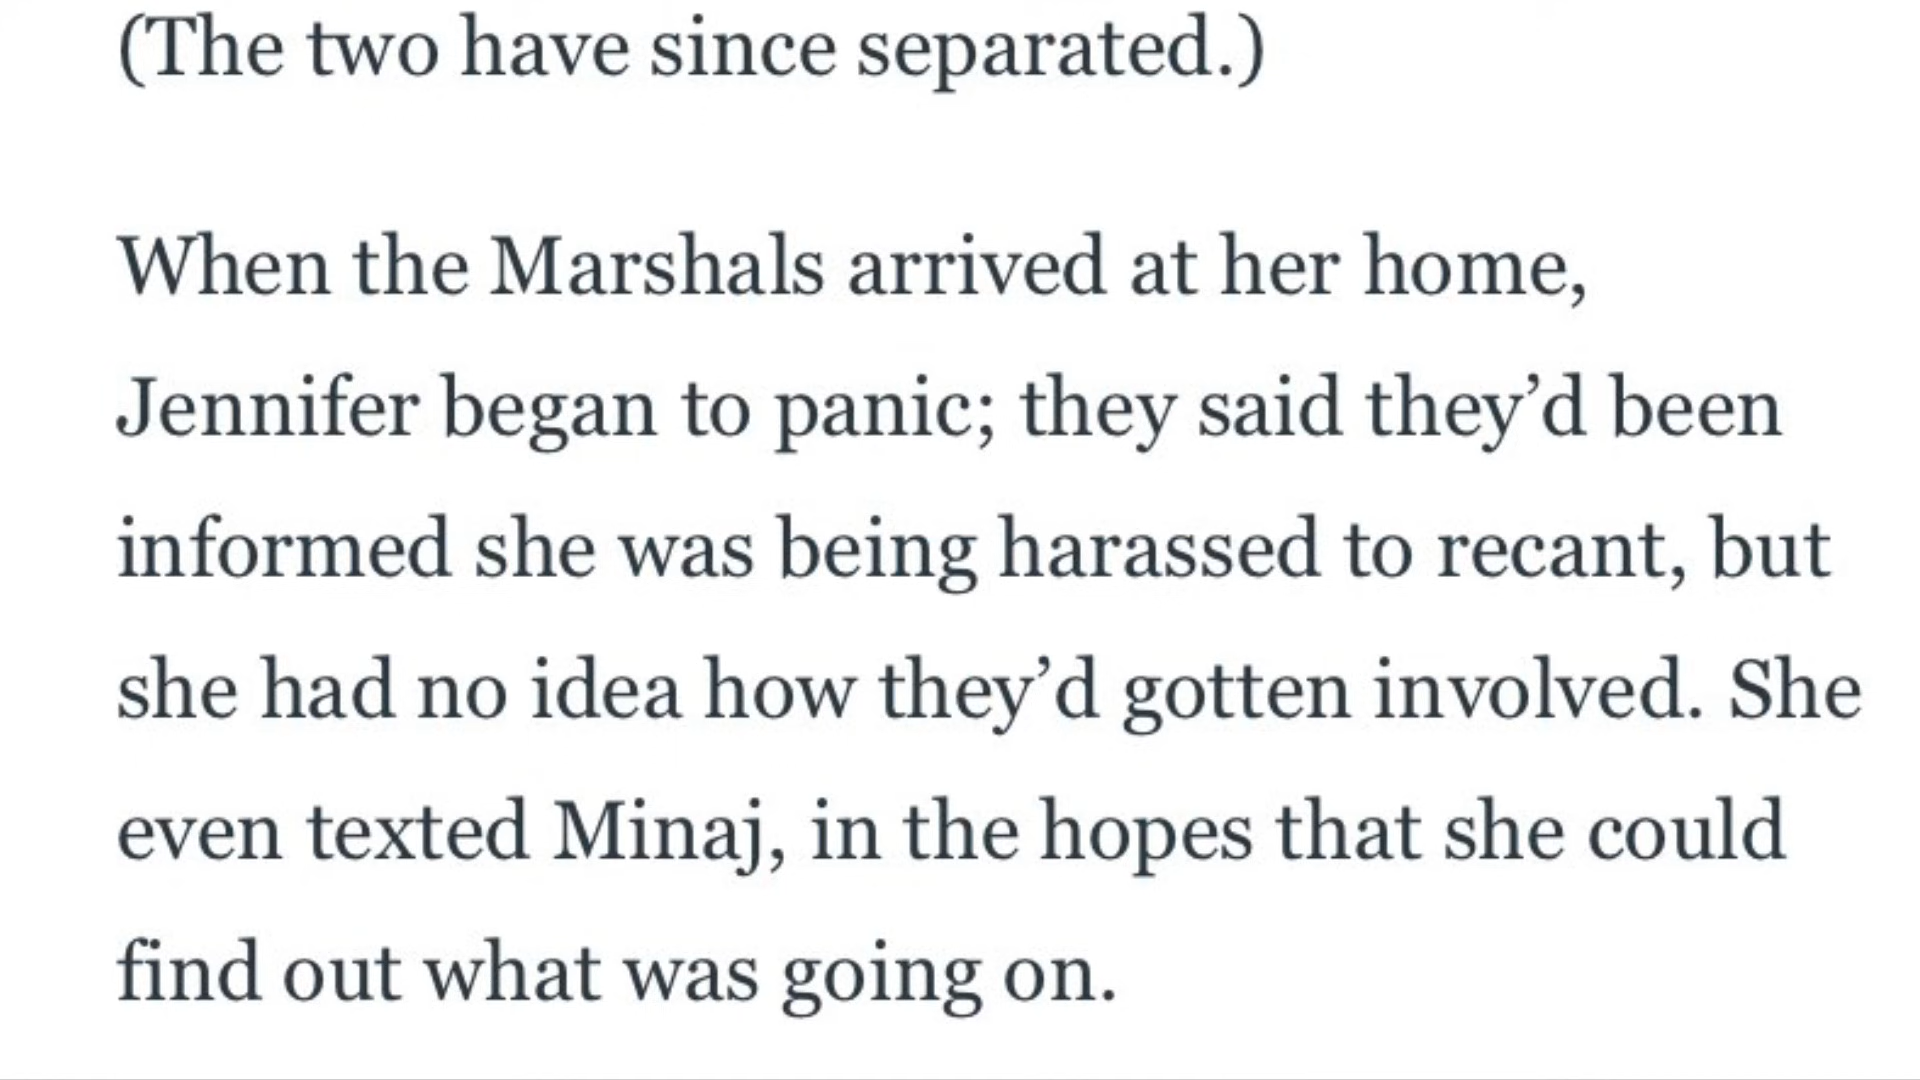 (The two have since separated.)
When the Marshals arrived at her home,
Jennifer began to panic; they said they’d been
informed she was being harassed to recant, but
she had no idea how they’d gotten involved. She
even texted Minaj, in the hopes that she could
find out what was going on.